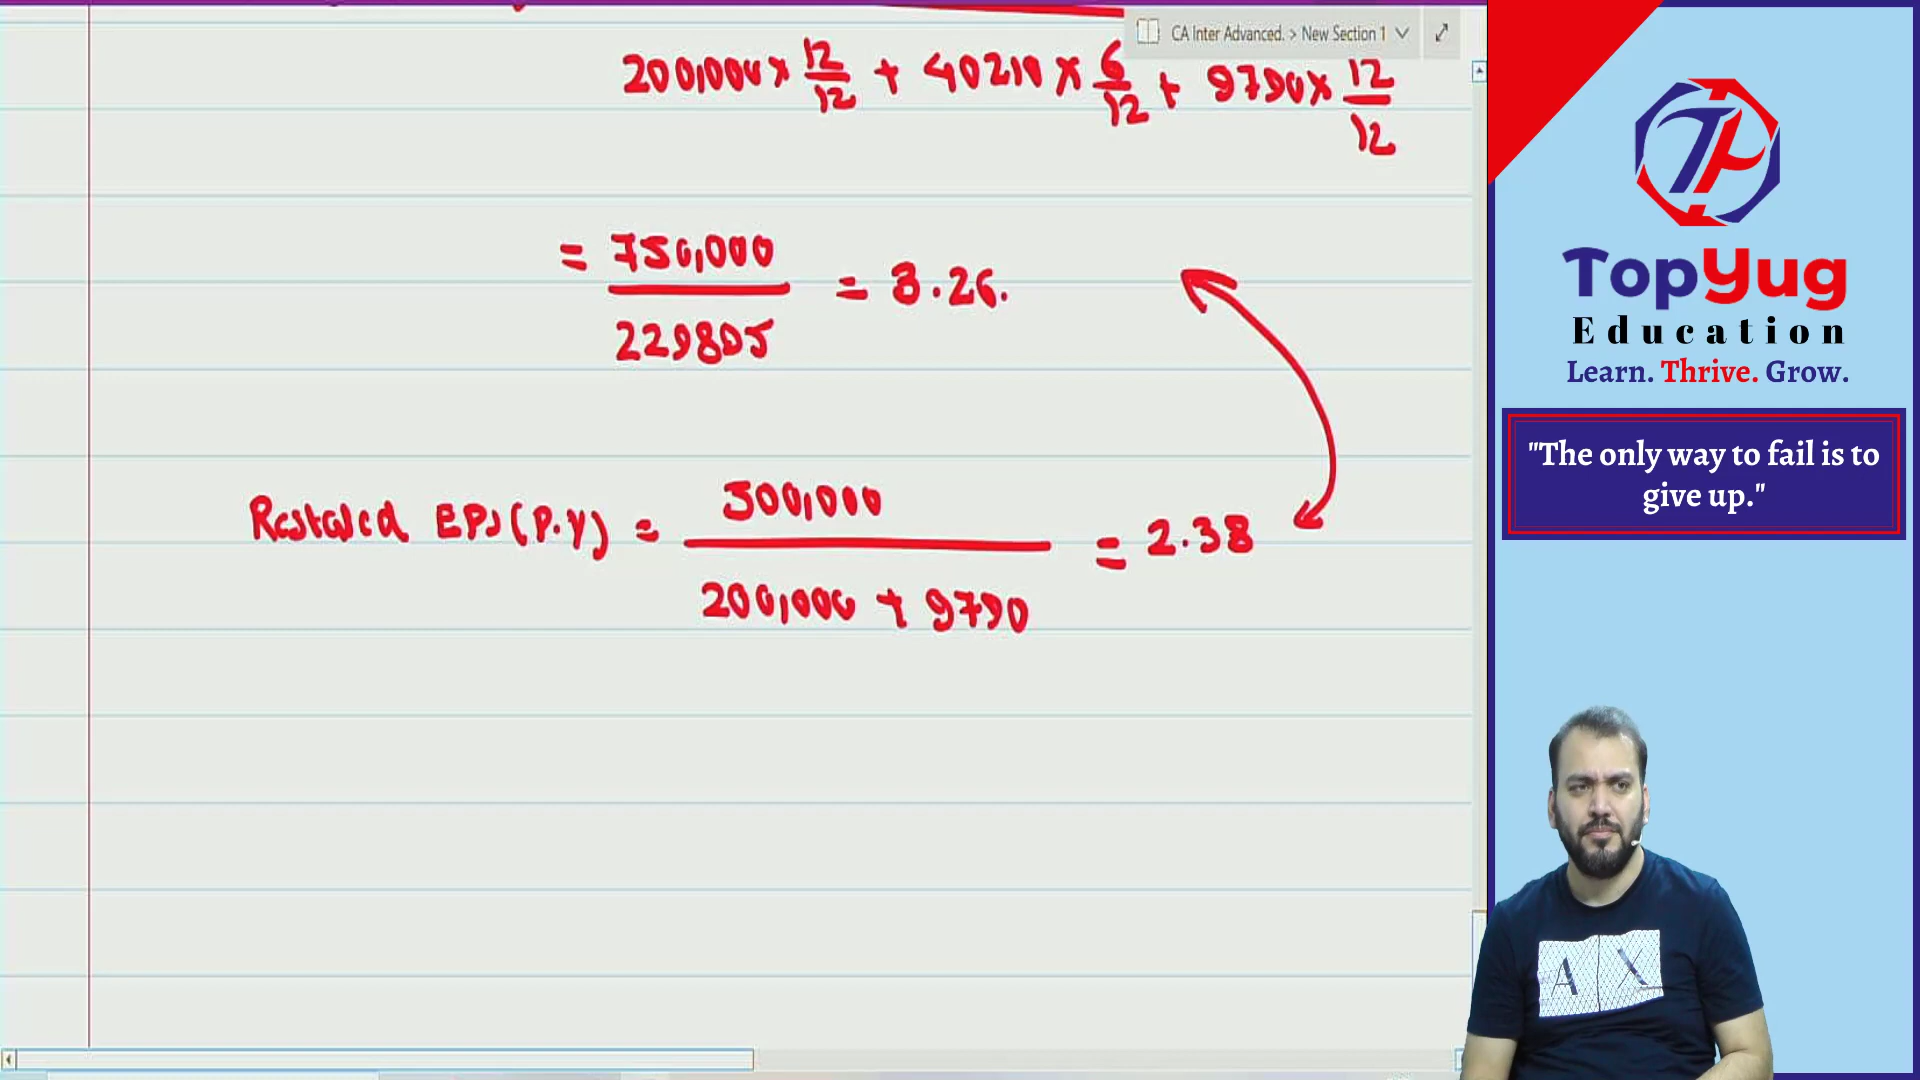 CA Inter Advanced. > New Section 1
200,000 × 12/12 + 40210 × 6/12 + 9790 × 12/12
= 750,000 / 229895 = 3.26.
Restated EPS (P.Y) = 500,000 / 200,000 + 9790 = 2.38
TopYug
Education
Learn. Thrive. Grow.
"The only way to fail is to
give up."
A X